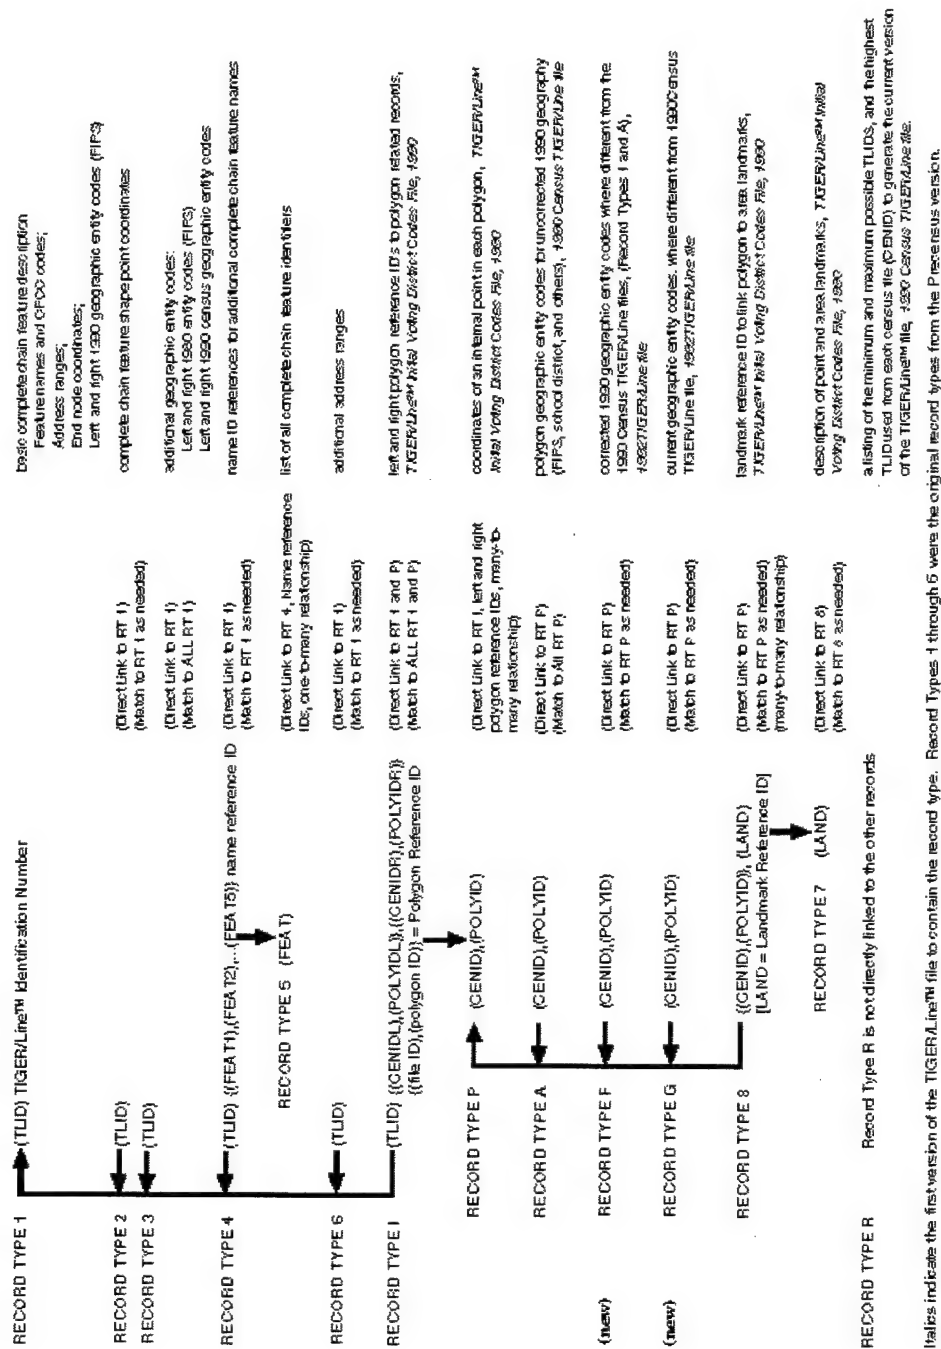 RECORD TYPE 1 (TLID) TIGER/Line™ Identification Number
basic complete chain feature description
Feature names and CFCC codes;
Address ranges;
End node coordinates;
Left and right 1990 geographic entity codes (FIPS)
RECORD TYPE 2 (TLID) (Direct Link to RT 1) complete chain feature shape point coordinates
(Match to RT 1 as needed)
RECORD TYPE 3 (TLID) (Direct Link to RT 1) additional geographic entity codes:
(Match to ALL RT 1) Left and right 1980 entity codes (FIPS)
Left and right 1990 census geographic entity codes
RECORD TYPE 4 (TLID) {(FEAT1),(FEAT2),...(FEAT5)} name reference ID (Direct Link to RT 1) name ID references for additional complete chain feature names
(Match to RT 1 as needed)
RECORD TYPE 5 (FEAT) (Direct Link to RT 4, Name reference list of all complete chain feature identifiers
IDs, one-to-many relationship)
RECORD TYPE 6 (TLID) (Direct Link to RT 1) additional address ranges
(Match to RT 1 as needed)
RECORD TYPE I (TLID) {(CENIDL),(POLYIDL)},{(CENIDR),(POLYIDR)} (Direct Link to RT 1 and P) left and right polygon reference ID's to polygon related records,
{(file ID),(polygon ID)} = Polygon Reference ID (Match to ALL RT 1 and P) TIGER/Line™ Initial Voting District Codes File, 1990
RECORD TYPE P (CENID),(POLYID) (Direct Link to RT I, left and right coordinates of an internal point in each polygon, TIGER/Line™
polygon reference IDs, many-to- Initial Voting District Codes File, 1990
many relationship)
RECORD TYPE A (CENID),(POLYID) (Direct Link to RT P) polygon geographic entity codes for uncorrected 1990 geography
(Match to All RT P) (FIPS, school district, and others), 1990 Census TIGER/Line file
(new) RECORD TYPE F (CENID),(POLYID) (Direct Link to RT P) corrected 1990 geographic entity codes where different from the
(Match to RT P as needed) 1990 Census TIGER/Line files, (Record Types 1 and A),
1992 TIGER/Line file
(new) RECORD TYPE G (CENID),(POLYID) (Direct Link to RT P) current geographic entity codes, where different from 1990 Census
(Match to RT P as needed) TIGER/Line file, 1992 TIGER/Line file
RECORD TYPE 8 {(CENID),(POLYID)}, (LAND) (Direct Link to RT P) landmark reference ID to link polygon to area landmarks,
[LAND = Landmark Reference ID] (Match to RT P as needed) TIGER/Line™ Initial Voting District Codes File, 1990
(many-to-many relationship)
RECORD TYPE 7 (LAND) (Direct Link to RT 8) description of point and area landmarks, TIGER/Line™ Initial
(Match to RT 8 as needed) Voting District Codes File, 1990
RECORD TYPE R Record Type R is not directly linked to the other records a listing of the minimum and maximum possible TLIDS, and the highest
TLID used from each census file (CENID) to generate the current version
of the TIGER/Line™ file, 1990 Census TIGER/Line file.
Italics indicate the first version of the TIGER/Line™ file to contain the record type. Record Types 1 through 6 were the original record types from the Precensus version.